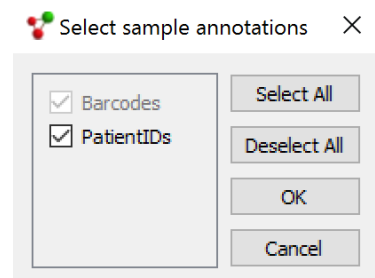 Select sample annotations
Barcodes
PatientIDs
Select All
Deselect All
OK
Cancel